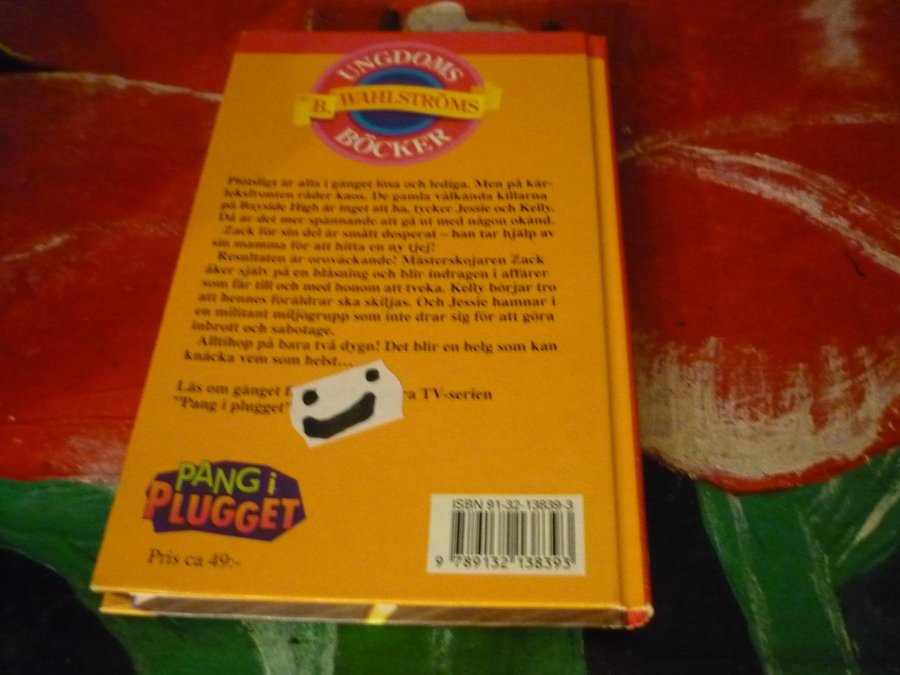 UNGDOMS
B. WAHLSTRÖMS
BÖCKER
Plötsligt är alla i gänget lösa och lediga. Men på kär-
leksfronten råder kaos. De gamla välkända killarna
på Bayside High är inget att ha, tycker Jessie och Kelly.
Då är det mer spännande att gå ut med någon okänd.
Zack för sin del är smått desperat – han tar hjälp av
sin mamma för att hitta en ny tjej!
Resultaten är oroväckande! Mästerskojaren Zack
åker själv på en blåsning och blir indragen i affärer
som får till och med honom att tveka. Kelly börjar tro
att hennes föräldrar ska skiljas. Och Jessie hamnar i
en militant miljögrupp som inte drar sig för att göra
inbrott och sabotage.
Alltihop på bara två dygn! Det blir en helg som kan
knäcka vem som helst...
Läs om gänget TV-serien
"Pang i plugget"
PANG i
PLUGGET
Pris ca 49:-
ISBN 91-32-13839-3
9 789132 138393